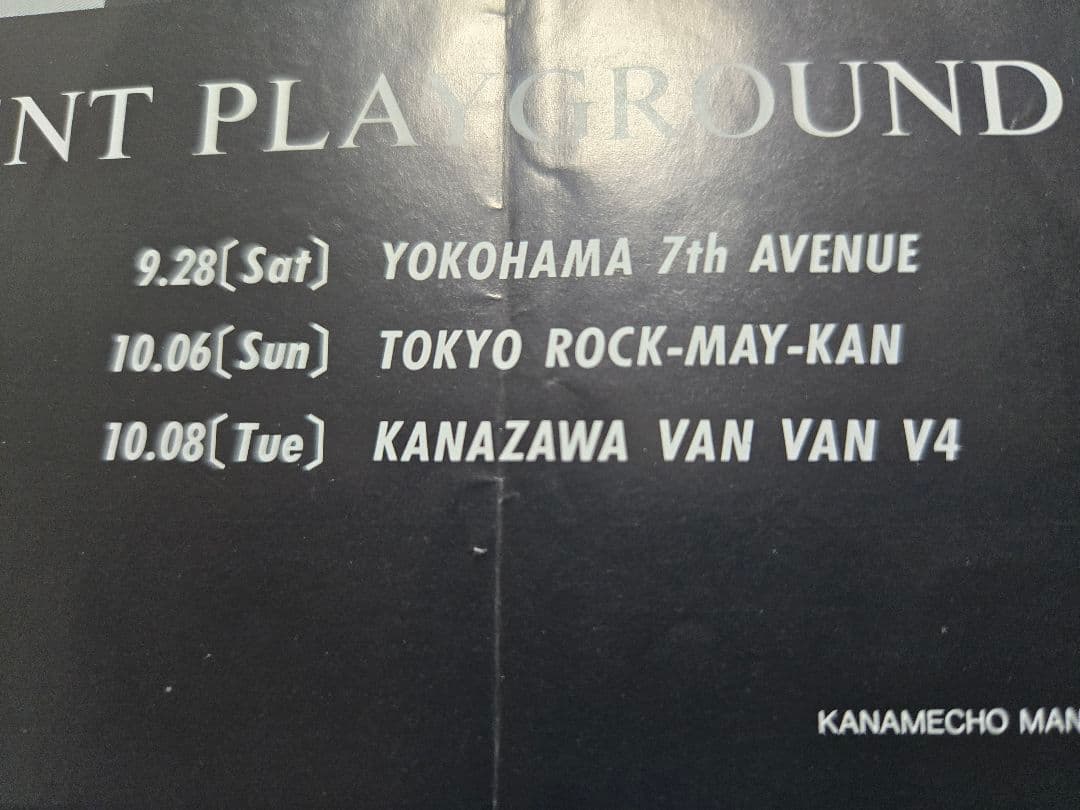 ENT PLAYGROUND
9.28〔Sat〕 YOKOHAMA 7th AVENUE
10.06〔Sun〕 TOKYO ROCK-MAY-KAN
10.08〔Tue〕 KANAZAWA VAN VAN V4
KANAMECHO MAN